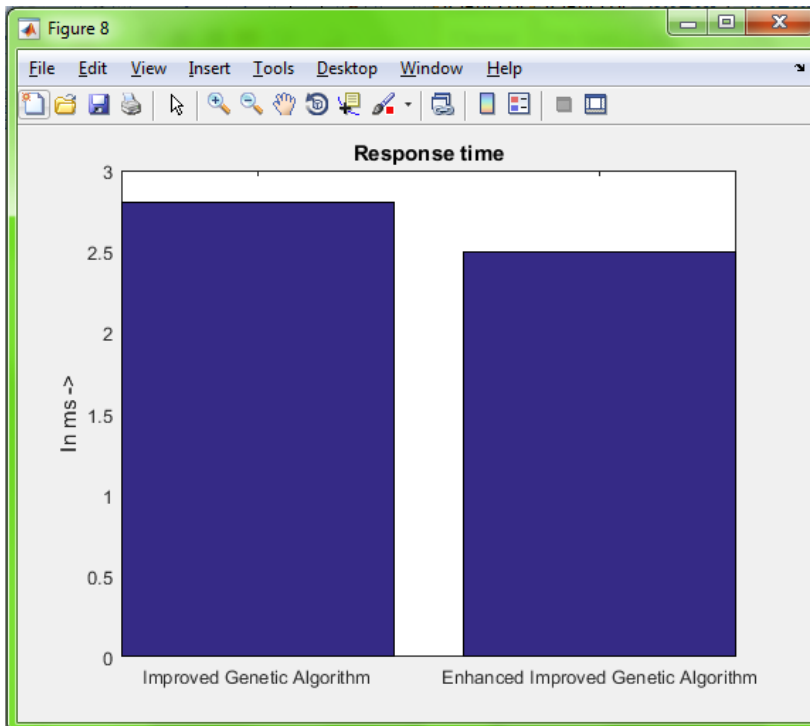 Figure 8
File Edit View Insert Tools Desktop Window Help
Response time
3
2.5
2
1.5
1
0.5
0
In ms ->
Improved Genetic Algorithm Enhanced Improved Genetic Algorithm